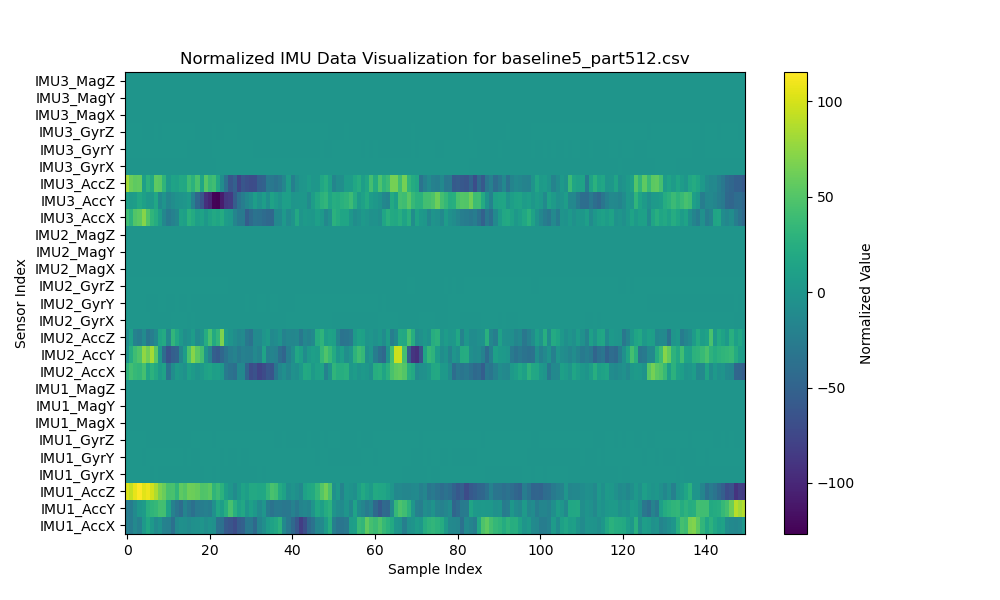 Normalized IMU Data Visualization for baseline5_part512.csv
IMU3_MagZ
IMU3_MagY
IMU3_MagX
IMU3_GyrZ
IMU3_GyrY
IMU3_GyrX
IMU3_AccZ
IMU3_AccY
IMU3_AccX
IMU2_MagZ
IMU2_MagY
IMU2_MagX
IMU2_GyrZ
IMU2_GyrY
IMU2_GyrX
IMU2_AccZ
IMU2_AccY
IMU2_AccX
IMU1_MagZ
IMU1_MagY
IMU1_MagX
IMU1_GyrZ
IMU1_GyrY
IMU1_GyrX
IMU1_AccZ
IMU1_AccY
IMU1_AccX
Sensor Index
0 20 40 60 80 100 120 140
Sample Index
100
50
0
−50
−100
Normalized Value